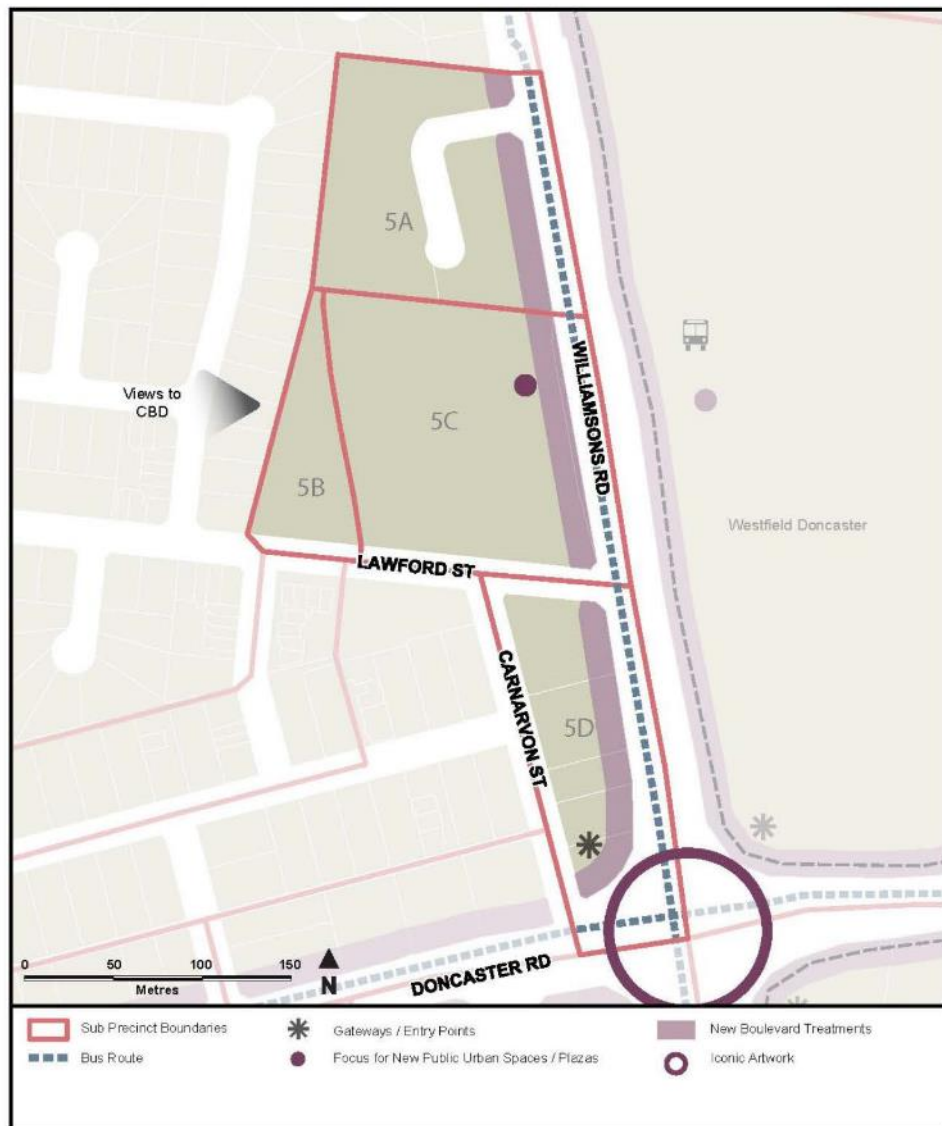 5A
WILLIAMSONS RD
Views to
CBD
5C
5B
Westfield Doncaster
LAWFORD ST
CARNARVON ST
5D
0 50 100 150
Metres
N
DONCASTER RD
Sub Precinct Boundaries
Gateways / Entry Points
New Boulevard Treatments
Bus Route
Focus for New Public Urban Spaces / Plazas
Iconic Artwork